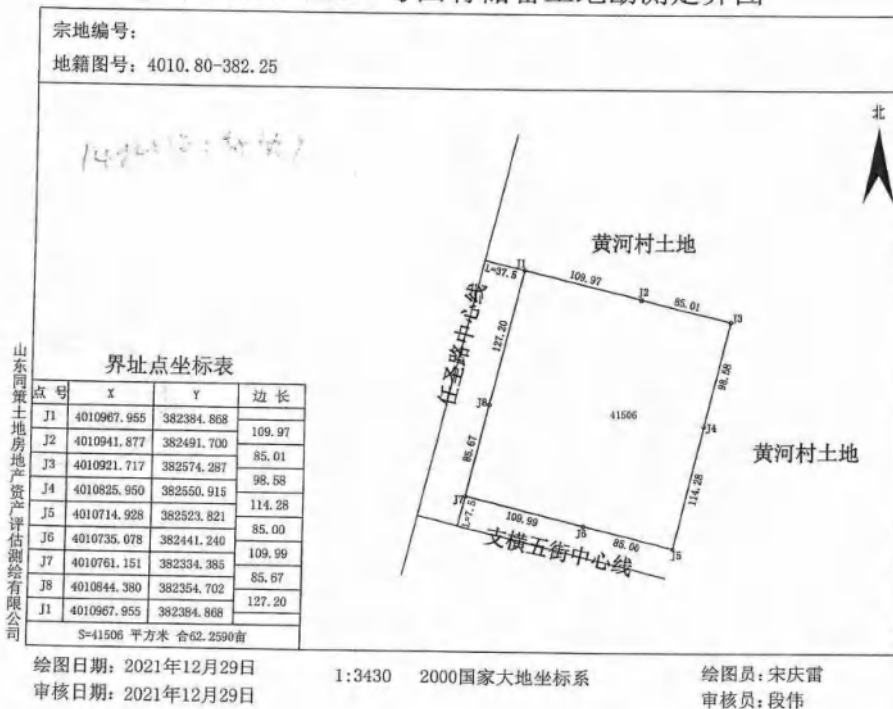 宗地编号：
地籍图号：4010.80-382.25
北
黄河村土地
J1
L=37.5
109.97
J2
85.01
J3
任圣路中心线
127.20
98.58
J8
41506
J4
黄河村土地
85.67
114.28
J7
L=7.5
109.99
J6
85.00
J5
支横五街中心线
山东同策土地房地产资产评估测绘有限公司
界址点坐标表
点 号 X Y 边 长
J1 4010967.955 382384.868
109.97
J2 4010941.877 382491.700
85.01
J3 4010921.717 382574.287
98.58
J4 4010825.950 382550.915
114.28
J5 4010714.928 382523.821
85.00
J6 4010735.078 382441.240
109.99
J7 4010761.151 382334.385
85.67
J8 4010844.380 382354.702
127.20
J1 4010967.955 382384.868
S=41506 平方米 合62.2590亩
绘图日期：2021年12月29日
审核日期：2021年12月29日
1:3430 2000国家大地坐标系
绘图员：宋庆雷
审核员：段伟